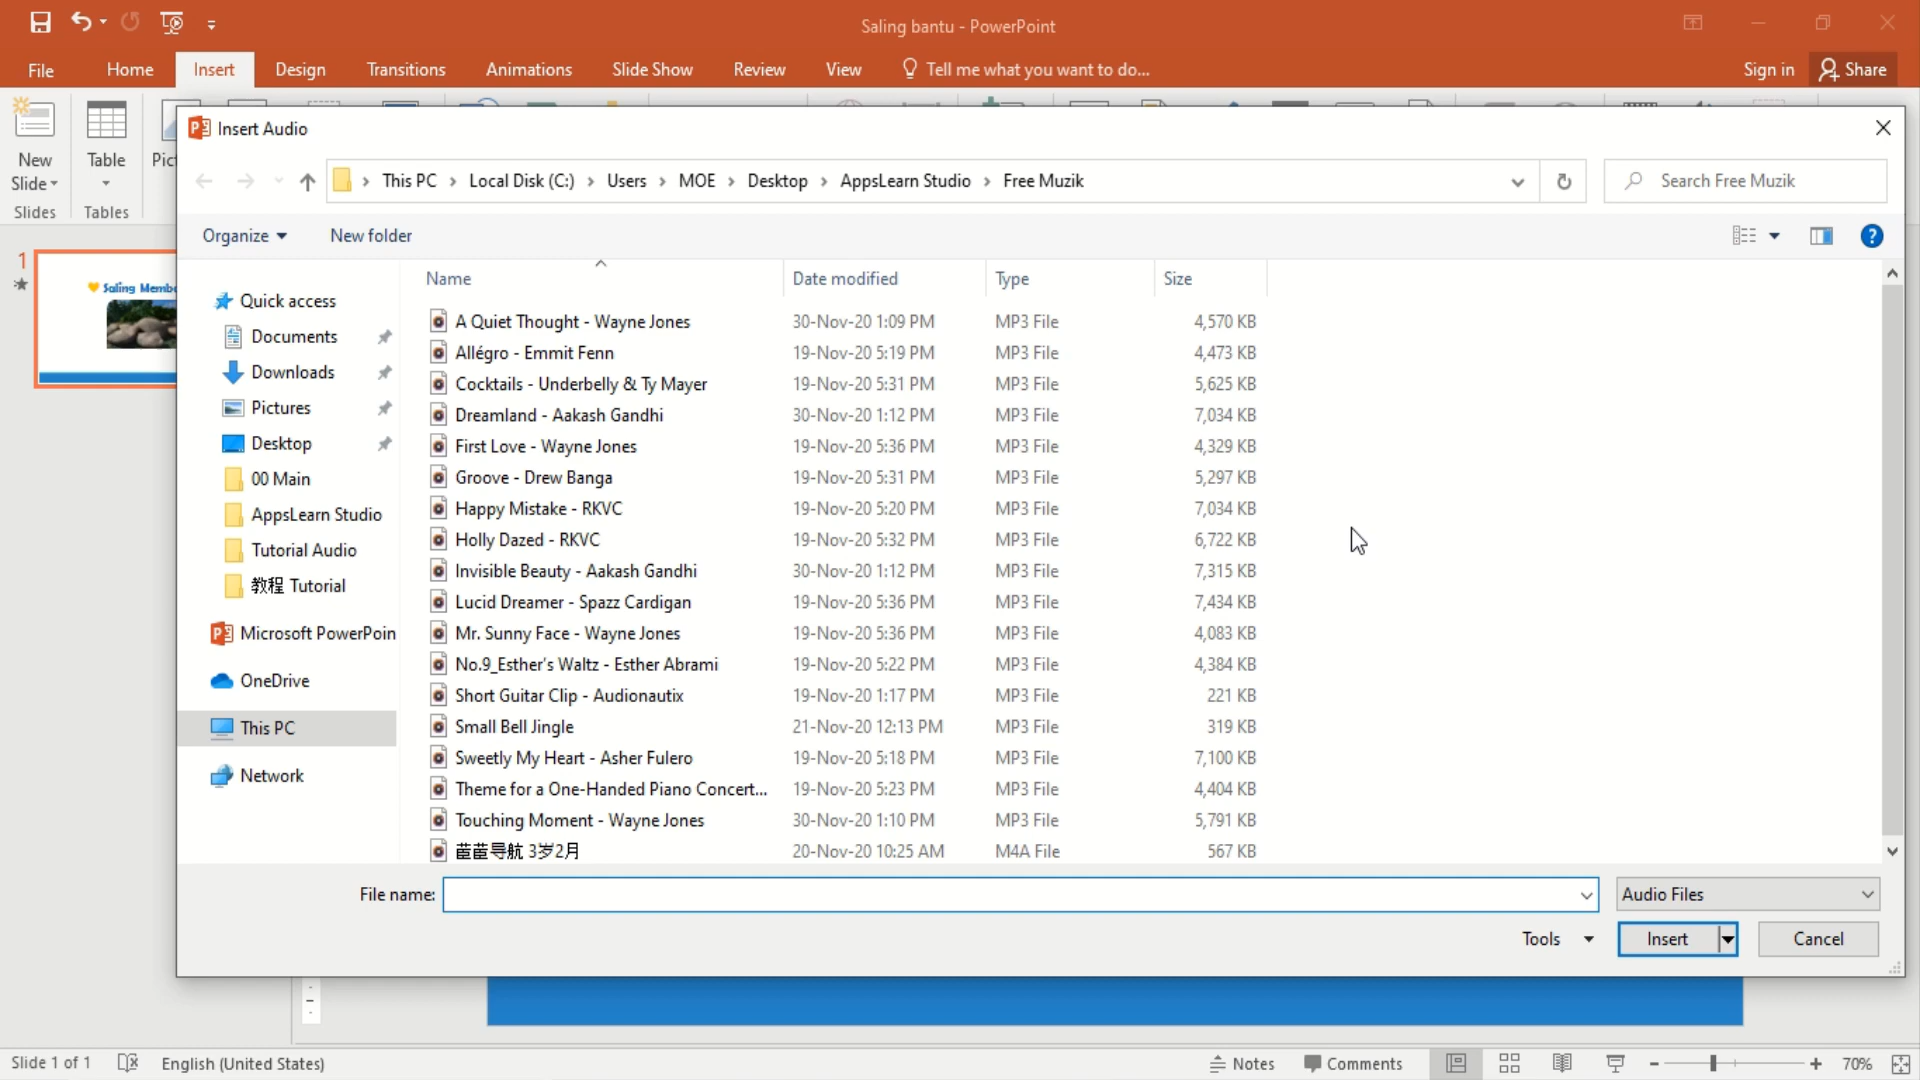 Saling bantu - PowerPoint
File Home Insert Design Transitions Animations Slide Show Review View Tell me what you want to do... Sign in Share
New Slide
Slides
Table
Tables
Insert Audio
This PC › Local Disk (C:) › Users › MOE › Desktop › AppsLearn Studio › Free Muzik
Search Free Muzik
Organize New folder
1
Saling
Quick access
Documents
Downloads
Pictures
Desktop
00 Main
AppsLearn Studio
Tutorial Audio
教程 Tutorial
Microsoft PowerPoin
OneDrive
This PC
Network
Name Date modified Type Size
A Quiet Thought - Wayne Jones 30-Nov-20 1:09 PM MP3 File 4,570 KB
Allégro - Emmit Fenn 19-Nov-20 5:19 PM MP3 File 4,473 KB
Cocktails - Underbelly & Ty Mayer 19-Nov-20 5:31 PM MP3 File 5,625 KB
Dreamland - Aakash Gandhi 30-Nov-20 1:12 PM MP3 File 7,034 KB
First Love - Wayne Jones 19-Nov-20 5:36 PM MP3 File 4,329 KB
Groove - Drew Banga 19-Nov-20 5:31 PM MP3 File 5,297 KB
Happy Mistake - RKVC 19-Nov-20 5:20 PM MP3 File 7,034 KB
Holly Dazed - RKVC 19-Nov-20 5:32 PM MP3 File 6,722 KB
Invisible Beauty - Aakash Gandhi 30-Nov-20 1:12 PM MP3 File 7,315 KB
Lucid Dreamer - Spazz Cardigan 19-Nov-20 5:36 PM MP3 File 7,434 KB
Mr. Sunny Face - Wayne Jones 19-Nov-20 5:36 PM MP3 File 4,083 KB
No.9_Esther's Waltz - Esther Abrami 19-Nov-20 5:22 PM MP3 File 4,384 KB
Short Guitar Clip - Audionautix 19-Nov-20 1:17 PM MP3 File 221 KB
Small Bell Jingle 21-Nov-20 12:13 PM MP3 File 319 KB
Sweetly My Heart - Asher Fulero 19-Nov-20 5:18 PM MP3 File 7,100 KB
Theme for a One-Handed Piano Concert... 19-Nov-20 5:23 PM MP3 File 4,404 KB
Touching Moment - Wayne Jones 30-Nov-20 1:10 PM MP3 File 5,791 KB
导航 3岁2月 20-Nov-20 10:25 AM M4A File 567 KB
File name: Audio Files
Tools Insert Cancel
Slide 1 of 1 English (United States) Notes Comments 70%